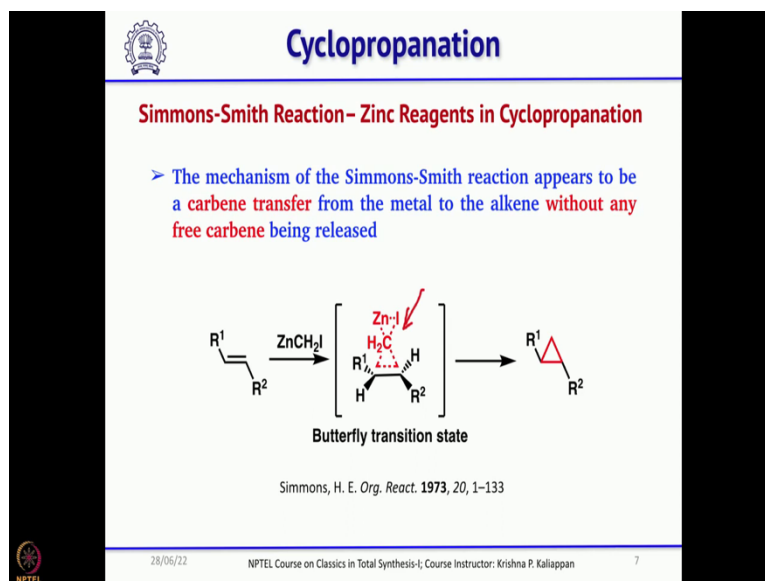 Cyclopropanation
Simmons-Smith Reaction– Zinc Reagents in Cyclopropanation
➢ The mechanism of the Simmons-Smith reaction appears to be
a carbene transfer from the metal to the alkene without any
free carbene being released
R¹
R²
ZnCH₂I
Zn··I
H₂C
R¹
H
H
R²
R¹
R²
Butterfly transition state
Simmons, H. E. Org. React. 1973, 20, 1–133
28/06/22
NPTEL Course on Classics in Total Synthesis-I; Course Instructor: Krishna P. Kaliappan
7
NPTEL